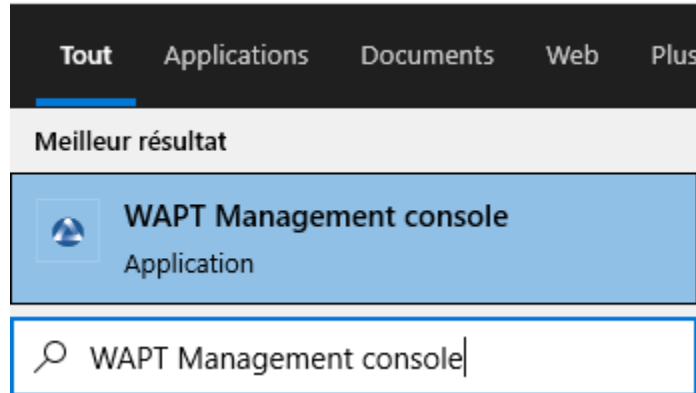 Tout Applications Documents Web Plus
Meilleur résultat
WAPT Management console
Application
WAPT Management console